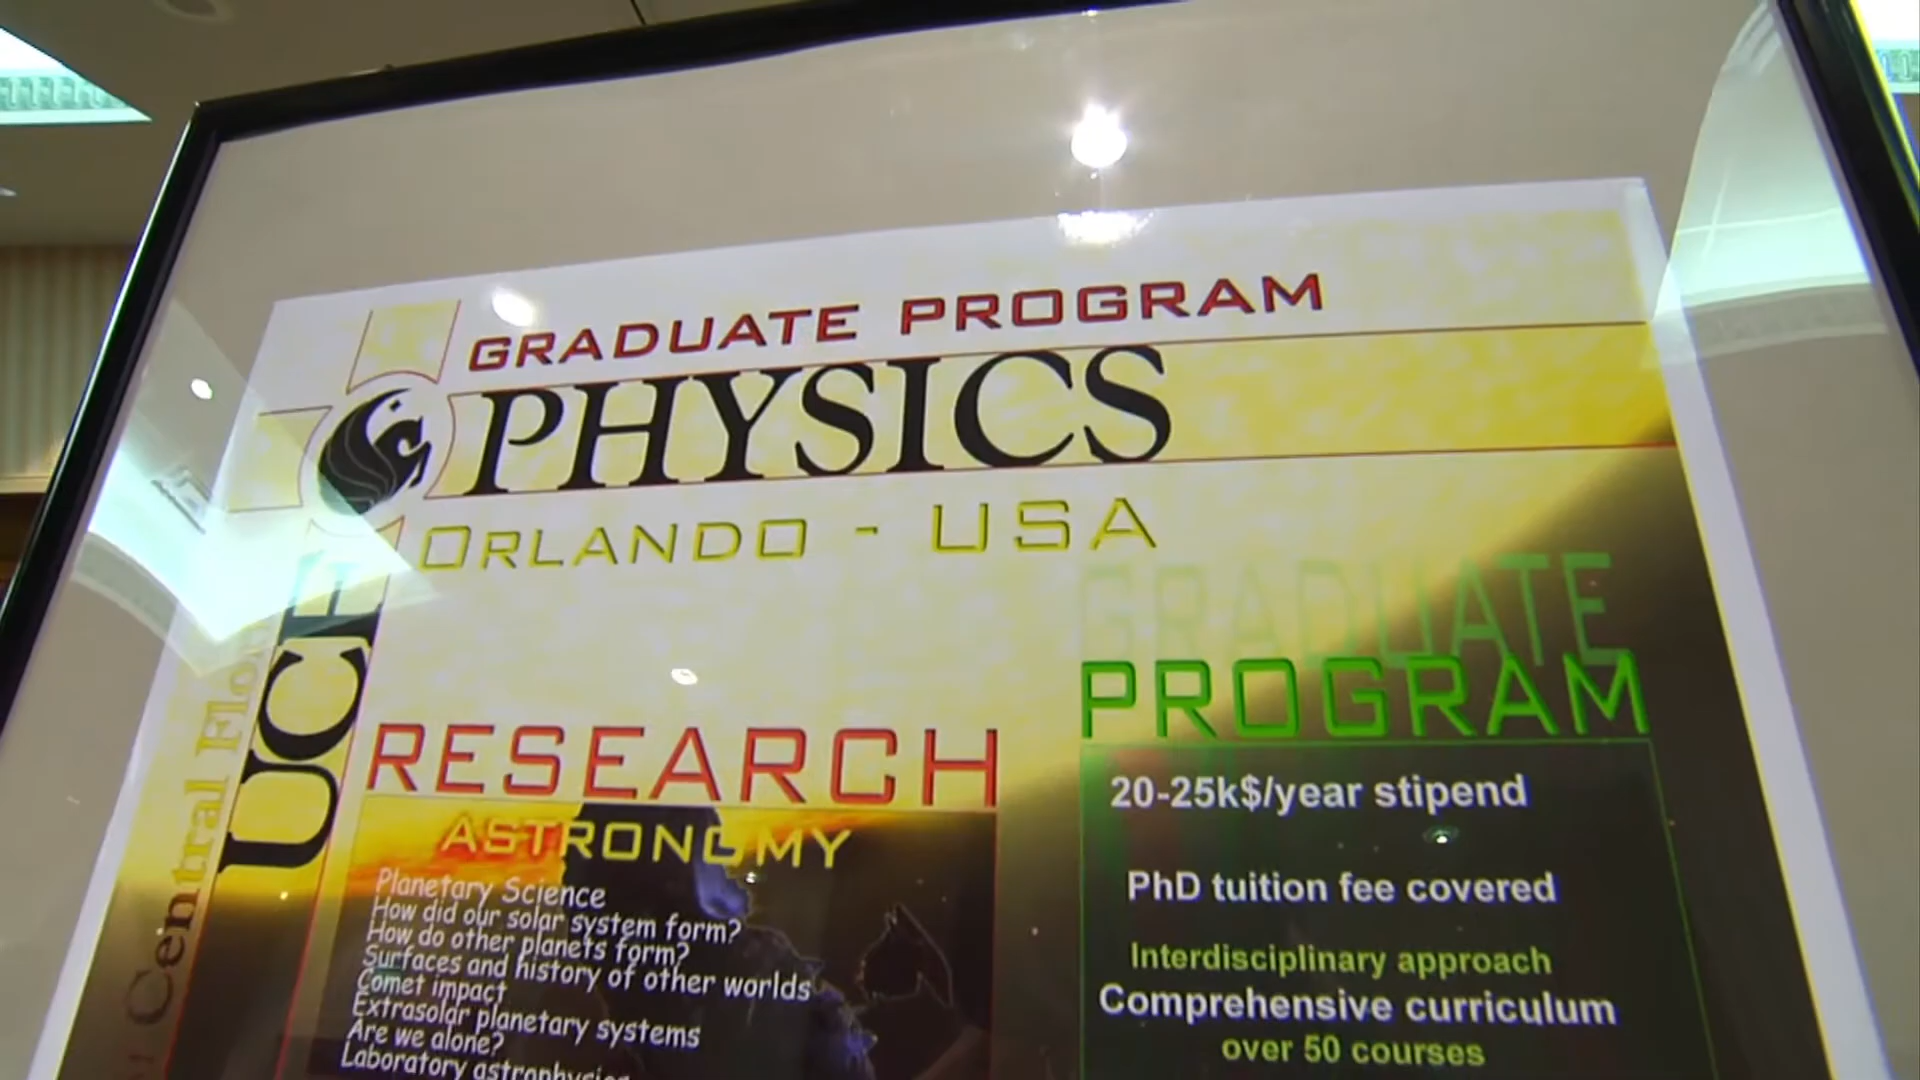 GRADUATE PROGRAM
PHYSICS
ORLANDO - USA
UCF
Central
RESEARCH
ASTRONOMY
Planetary Science
How did our solar system form?
How do other planets form?
Surfaces and history of other worlds
Comet impact
Extrasolar planetary systems
Are we alone?
Laboratory
GRADUATE
PROGRAM
20-25k$/year stipend
PhD tuition fee covered
Interdisciplinary approach
Comprehensive curriculum
over 50 courses